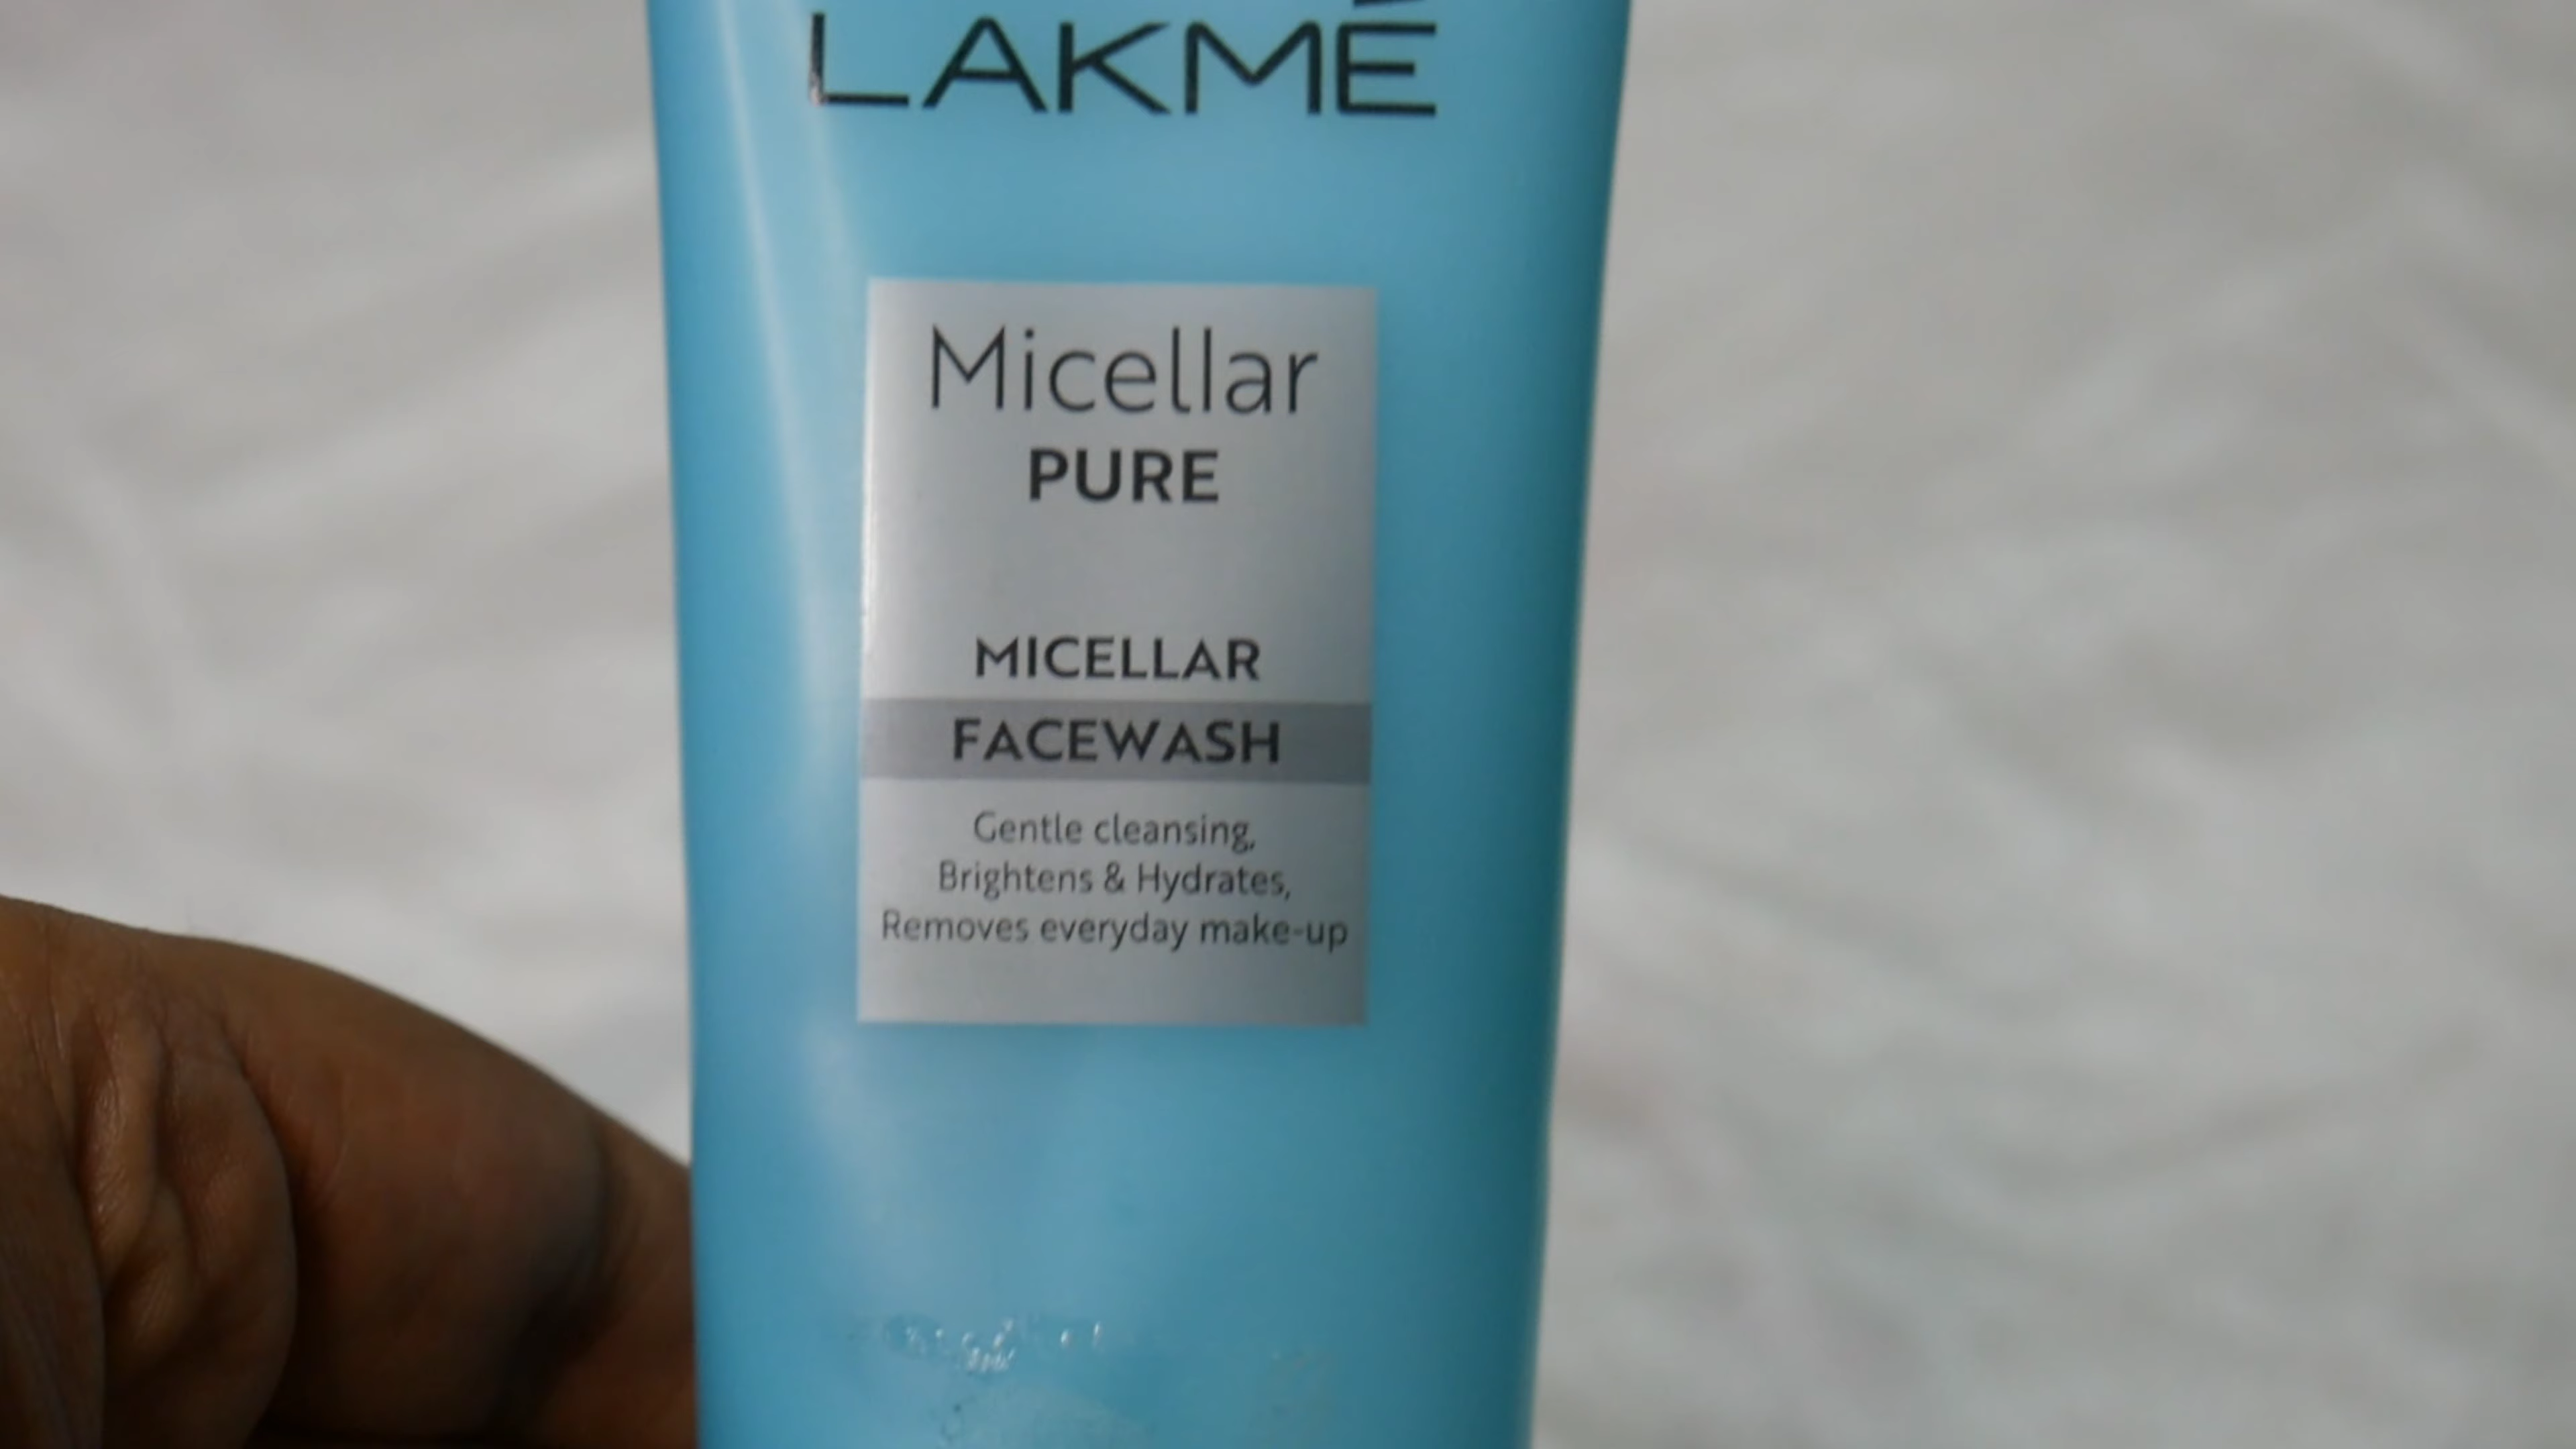 LAKMÉ
Micellar
PURE
MICELLAR
FACEWASH
Gentle cleansing,
Brightens & Hydrates,
Removes everyday make-up